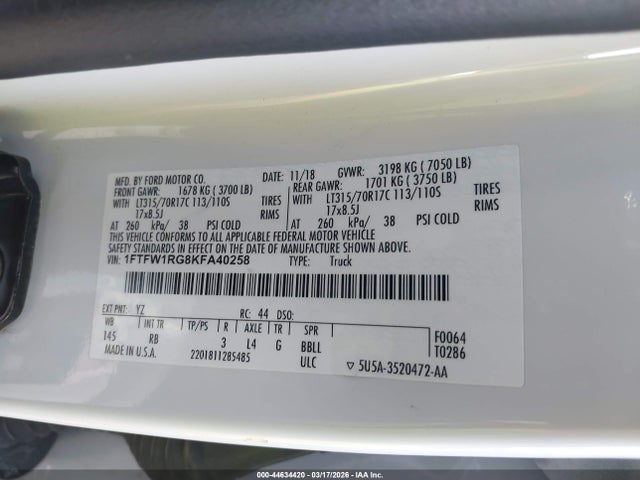 MFD. BY FORD MOTOR CO. DATE: 11/18 GVWR: 3198 KG ( 7050 LB)
FRONT GAWR: 1678 KG ( 3700 LB) REAR GAWR: 1701 KG ( 3750 LB)
WITH LT315/70R17C 113/110S TIRES WITH LT315/70R17C 113/110S TIRES
17x8.5J RIMS 17x8.5J RIMS
AT 260 kPa/ 38 PSI COLD AT 260 kPa/ 38 PSI COLD
THIS VEHICLE CONFORMS TO ALL APPLICABLE FEDERAL MOTOR VEHICLE
SAFETY STANDARDS IN EFFECT ON THE DATE OF MANUFACTURE SHOWN ABOVE.
VIN: 1FTFW1RG8KFA40258 TYPE: Truck
EXT PNT: YZ RC: 44 DSO:
WB INT TR TP/PS R AXLE TR SPR
145 RB 3 L4 G BBLL F0064
T0286
MADE IN U.S.A. 2201811285485 ULC ▽ 5U5A-3520472-AA
000-44634420 | 03/17/2026 | IAA Inc.